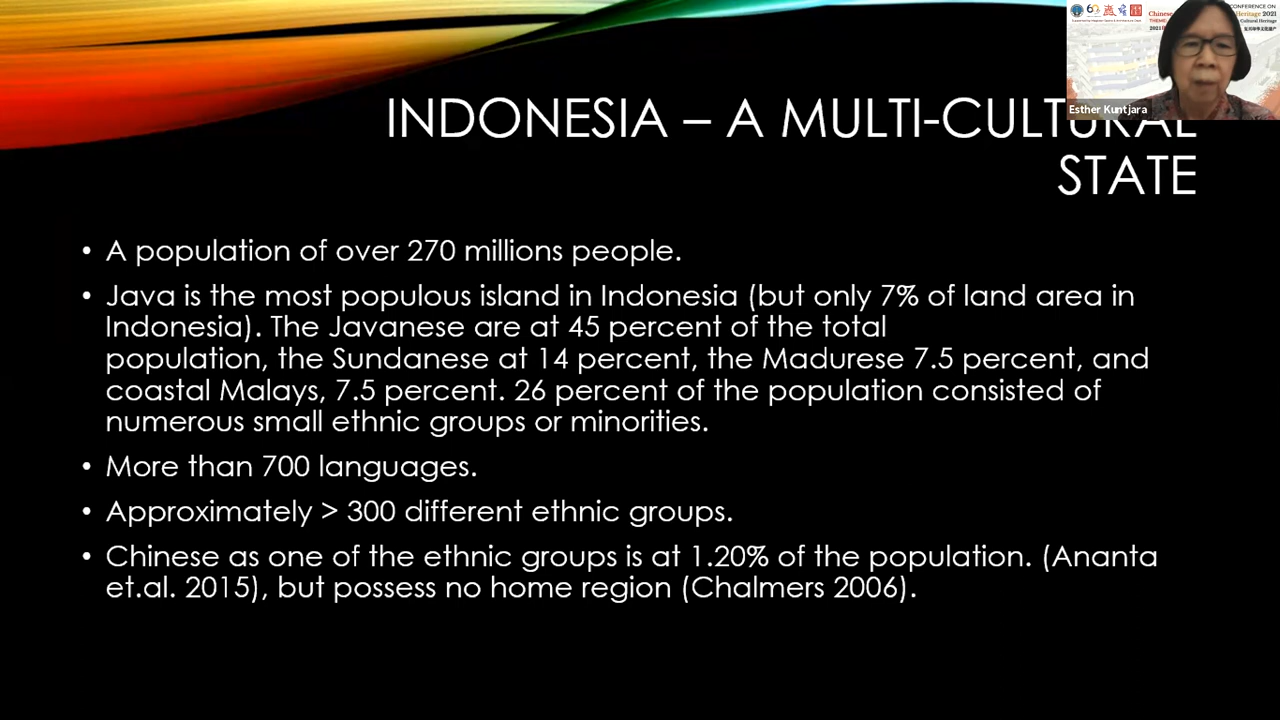 INDONESIA – A MULTI-CULTURAL
STATE
• A population of over 270 millions people.
• Java is the most populous island in Indonesia (but only 7% of land area in
Indonesia). The Javanese are at 45 percent of the total
population, the Sundanese at 14 percent, the Madurese 7.5 percent, and
coastal Malays, 7.5 percent. 26 percent of the population consisted of
numerous small ethnic groups or minorities.
• More than 700 languages.
• Approximately > 300 different ethnic groups.
• Chinese as one of the ethnic groups is at 1.20% of the population. (Ananta
et.al. 2015), but possess no home region (Chalmers 2006).
Chinese
CONFERENCE ON
Heritage 2021
Cultural Heritage
Esther Kuntjara